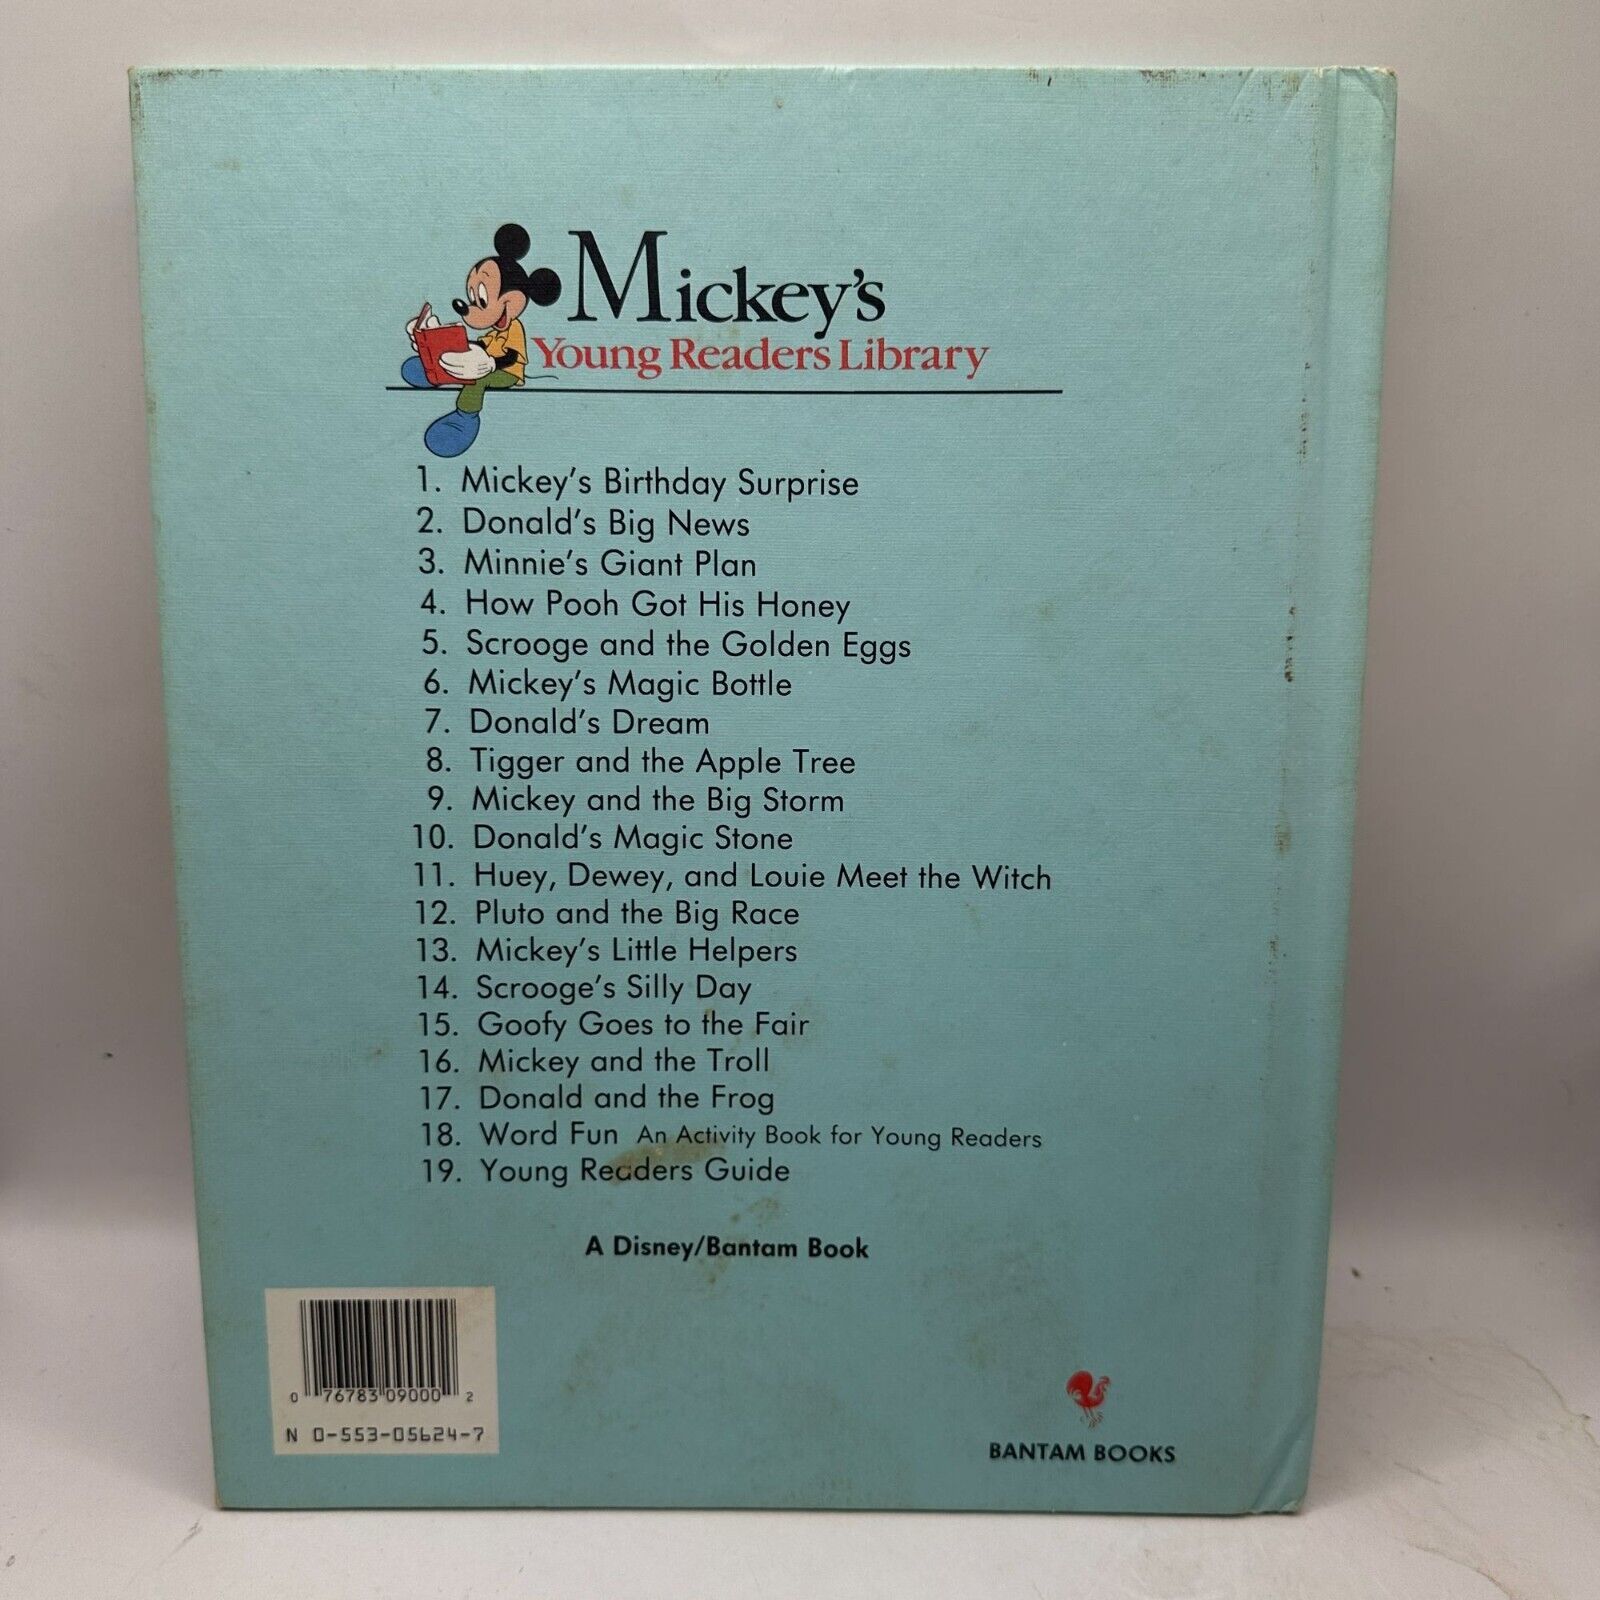 Mickey's
Young Readers Library
1. Mickey's Birthday Surprise
2. Donald's Big News
3. Minnie's Giant Plan
4. How Pooh Got His Honey
5. Scrooge and the Golden Eggs
6. Mickey's Magic Bottle
7. Donald's Dream
8. Tigger and the Apple Tree
9. Mickey and the Big Storm
10. Donald's Magic Stone
11. Huey, Dewey, and Louie Meet the Witch
12. Pluto and the Big Race
13. Mickey's Little Helpers
14. Scrooge's Silly Day
15. Goofy Goes to the Fair
16. Mickey and the Troll
17. Donald and the Frog
18. Word Fun An Activity Book for Young Readers
19. Young Readers Guide
A Disney/Bantam Book
0 76783 09000 2
N 0-553-05624-7
BANTAM BOOKS